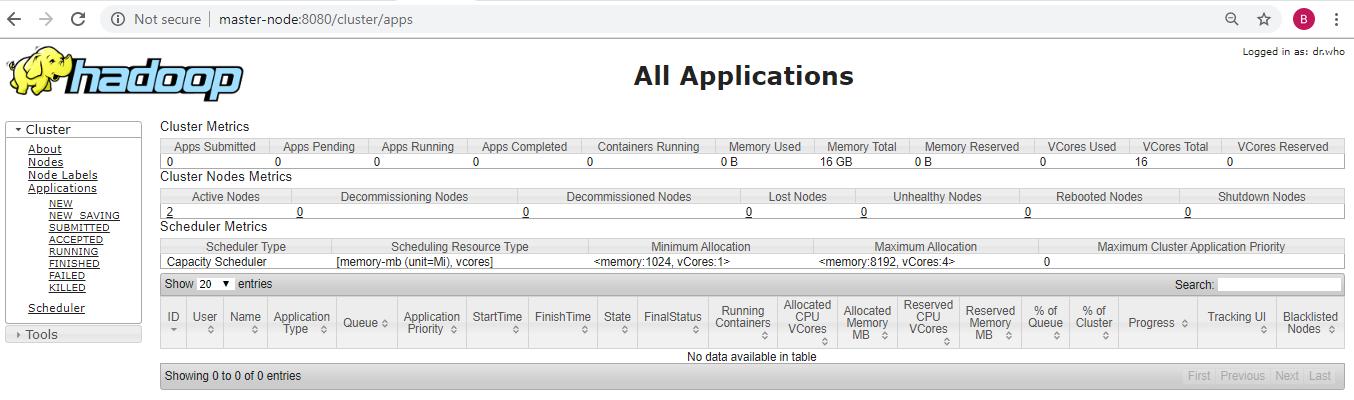 Not secure | master-node:8080/cluster/apps B
Logged in as: dr.who
hadoop
All Applications
Cluster
About
Nodes
Node Labels
Applications
NEW
NEW_SAVING
SUBMITTED
ACCEPTED
RUNNING
FINISHED
FAILED
KILLED
Scheduler
Tools
Cluster Metrics
Apps Submitted Apps Pending Apps Running Apps Completed Containers Running Memory Used Memory Total Memory Reserved VCores Used VCores Total VCores Reserved
0 0 0 0 0 0 B 16 GB 0 B 0 16 0
Cluster Nodes Metrics
Active Nodes Decommissioning Nodes Decommissioned Nodes Lost Nodes Unhealthy Nodes Rebooted Nodes Shutdown Nodes
2 0 0 0 0 0 0
Scheduler Metrics
Scheduler Type Scheduling Resource Type Minimum Allocation Maximum Allocation Maximum Cluster Application Priority
Capacity Scheduler [memory-mb (unit=Mi), vcores] <memory:1024, vCores:1> <memory:8192, vCores:4> 0
Show 20 entries Search:
ID User Name Application Type Queue Application Priority StartTime FinishTime State FinalStatus Running Containers Allocated CPU VCores Allocated Memory MB Reserved CPU VCores Reserved Memory MB % of Queue % of Cluster Progress Tracking UI Blacklisted Nodes
No data available in table
Showing 0 to 0 of 0 entries First Previous Next Last